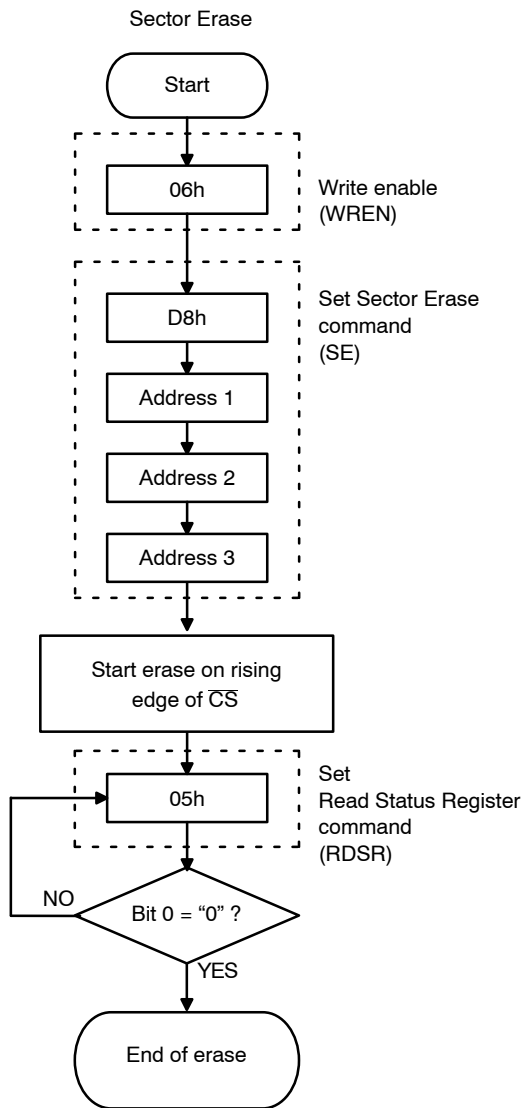 Sector Erase
Start
06h
Write enable
(WREN)
D8h
Set Sector Erase
command
(SE)
Address 1
Address 2
Address 3
Start erase on rising
edge of C̅S̅
05h
Set
Read Status Register
command
(RDSR)
NO
Bit 0 = “0” ?
YES
End of erase